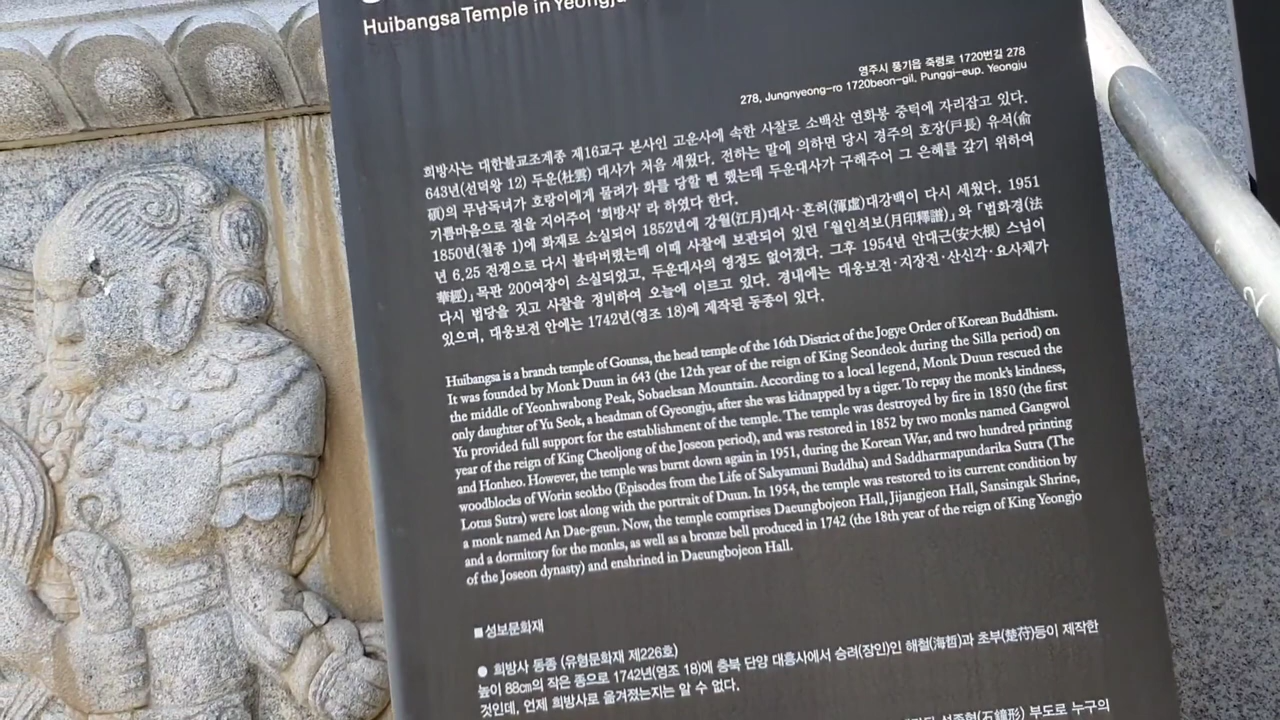 Huibangsa Temple in Yeongju
영주시 풍기읍 죽령로 1720번길 278
278, Jungnyeong-ro 1720beon-gil, Punggi-eup, Yeongju
희방사는 대한불교조계종 제16교구 본사인 고운사에 속한 사찰로 소백산 연화봉 중턱에 자리잡고 있다.
643년(선덕왕 12) 두운(杜雲) 대사가 처음 세웠다. 전하는 말에 의하면 당시 경주의 호장(戶長) 유석(兪
碩)의 무남독녀가 호랑이에게 물려가 화를 당할 뻔 했는데 두운대사가 구해주어 그 은혜를 갚기 위하여
기쁨마음으로 절을 지어주어 '희방사' 라 하였다 한다.
1850년(철종 1)에 화재로 소실되어 1852년에 강월(江月)대사·혼허(渾虛)대강백이 다시 세웠다. 1951
년 6.25 전쟁으로 다시 불타버렸는데 이때 사찰에 보관되어 있던 「월인석보(月印釋譜)」와 「법화경(法
華經)」목판 200여장이 소실되었고, 두운대사의 영정도 없어졌다. 그후 1954년 안대근(安大根) 스님이
다시 법당을 짓고 사찰을 정비하여 오늘에 이르고 있다. 경내에는 대웅보전·지장전·산신각·요사체가
있으며, 대웅보전 안에는 1742년(영조 18)에 제작된 동종이 있다.
Huibangsa is a branch temple of Gounsa, the head temple of the 16th District of the Jogye Order of Korean Buddhism.
It was founded by Monk Duun in 643 (the 12th year of the reign of King Seondeok during the Silla period) on
the middle of Yeonhwabong Peak, Sobaeksan Mountain. According to a local legend, Monk Duun rescued the
only daughter of Yu Seok, a headman of Gyeongju, after she was kidnapped by a tiger. To repay the monk's kindness,
Yu provided full support for the establishment of the temple. The temple was destroyed by fire in 1850 (the first
year of the reign of King Cheoljong of the Joseon period), and was restored in 1852 by two monks named Gangwol
and Honheo. However, the temple was burnt down again in 1951, during the Korean War, and two hundred printing
woodblocks of Worin seokbo (Episodes from the Life of Sakyamuni Buddha) and Saddharmapundarika Sutra (The
Lotus Sutra) were lost along with the portrait of Duun. In 1954, the temple was restored to its current condition by
a monk named An Dae-geun. Now, the temple comprises Daeungbojeon Hall, Jijangjeon Hall, Sansingak Shrine,
and a dormitory for the monks, as well as a bronze bell produced in 1742 (the 18th year of the reign of King Yeongjo
of the Joseon dynasty) and enshrined in Daeungbojeon Hall.
■성보문화재
● 희방사 동종 (유형문화재 제226호)
높이 88㎝의 작은 종으로 1742년(영조 18)에 충북 단양 대흥사에서 승려(장인)인 해철(海哲)과 초부(楚符)등이 제작한
것인데, 언제 희방사로 옮겨졌는지는 알 수 없다.
석종형(石鐘形) 부도로 누구의